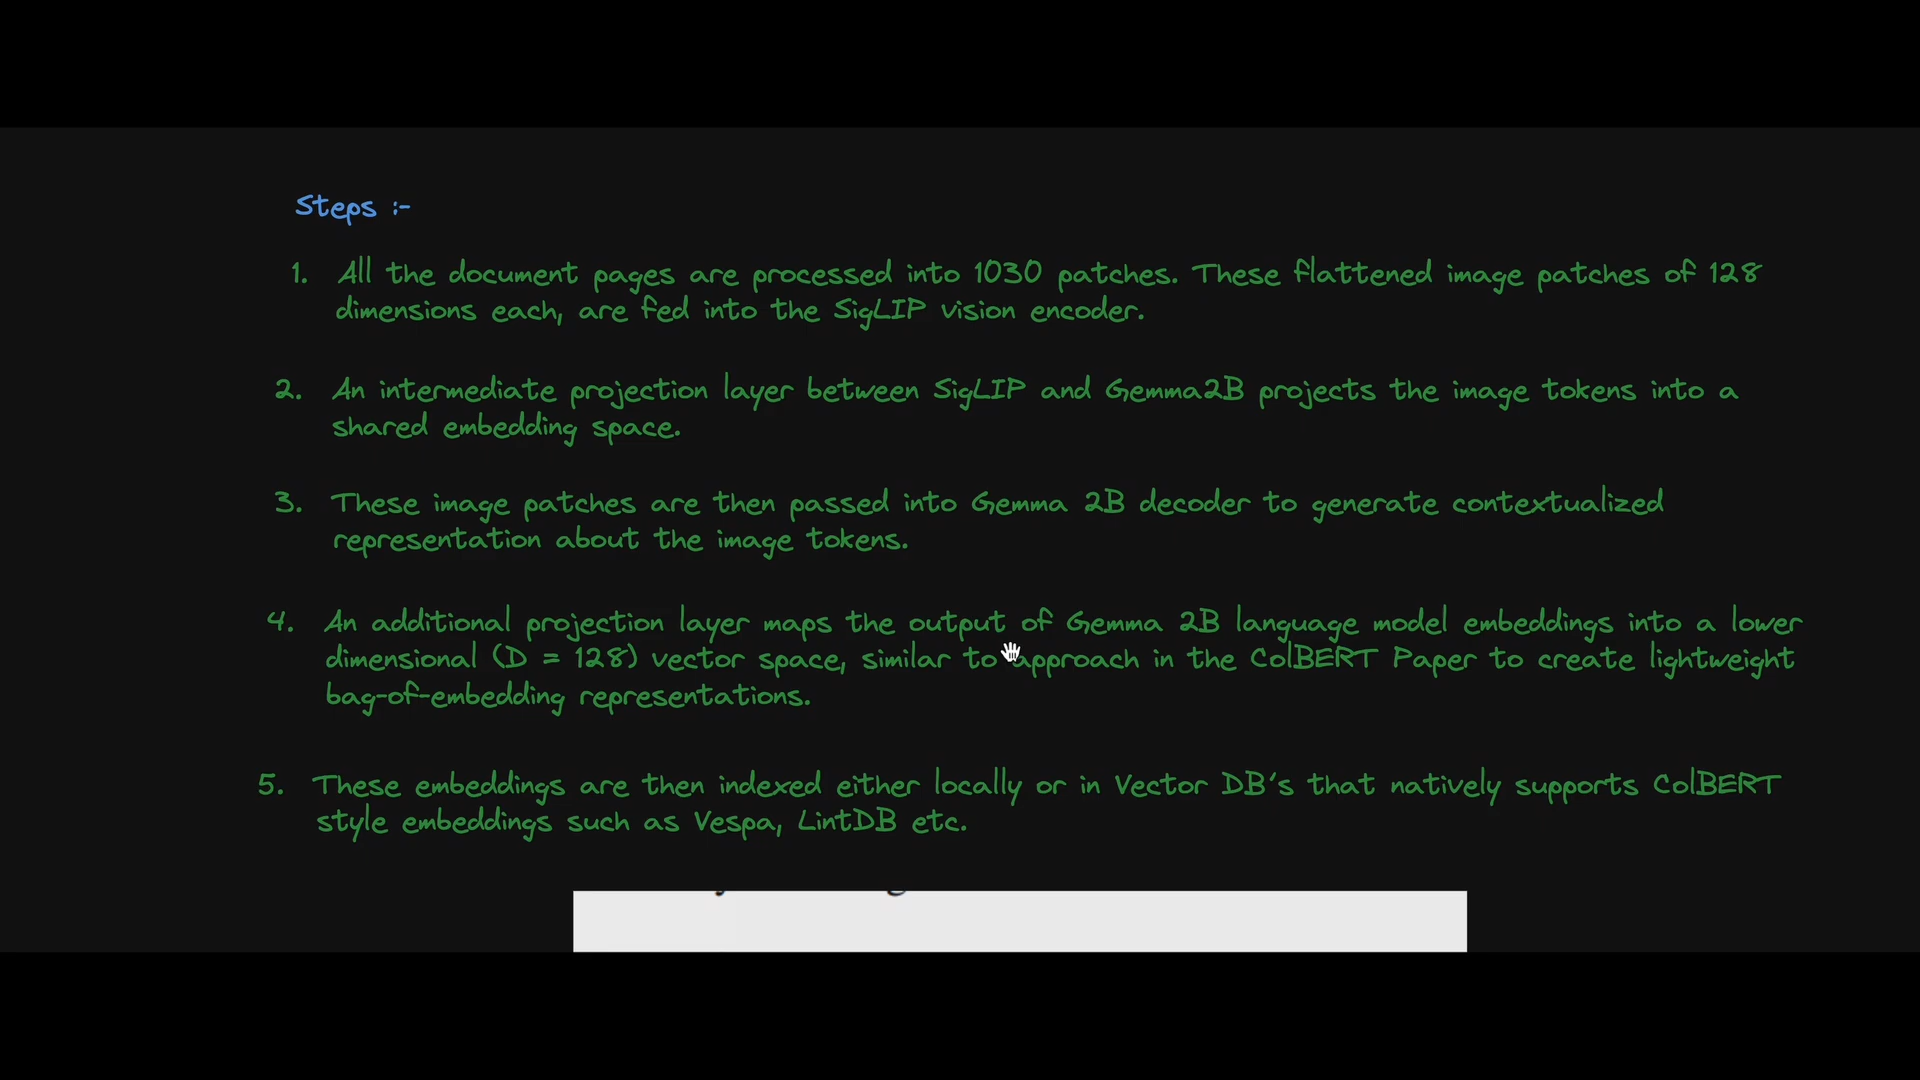 Steps :-
1. All the document pages are processed into 1030 patches. These flattened image patches of 128
dimensions each, are fed into the SigLIP vision encoder.
2. An intermediate projection layer between SigLIP and Gemma2B projects the image tokens into a
shared embedding space.
3. These image patches are then passed into Gemma 2B decoder to generate contextualized
representation about the image tokens.
4. An additional projection layer maps the output of Gemma 2B language model embeddings into a lower
dimensional (D = 128) vector space, similar to approach in the ColBERT Paper to create lightweight
bag-of-embedding representations.
5. These embeddings are then indexed either locally or in Vector DB's that natively supports ColBERT
style embeddings such as Vespa, LintDB etc.